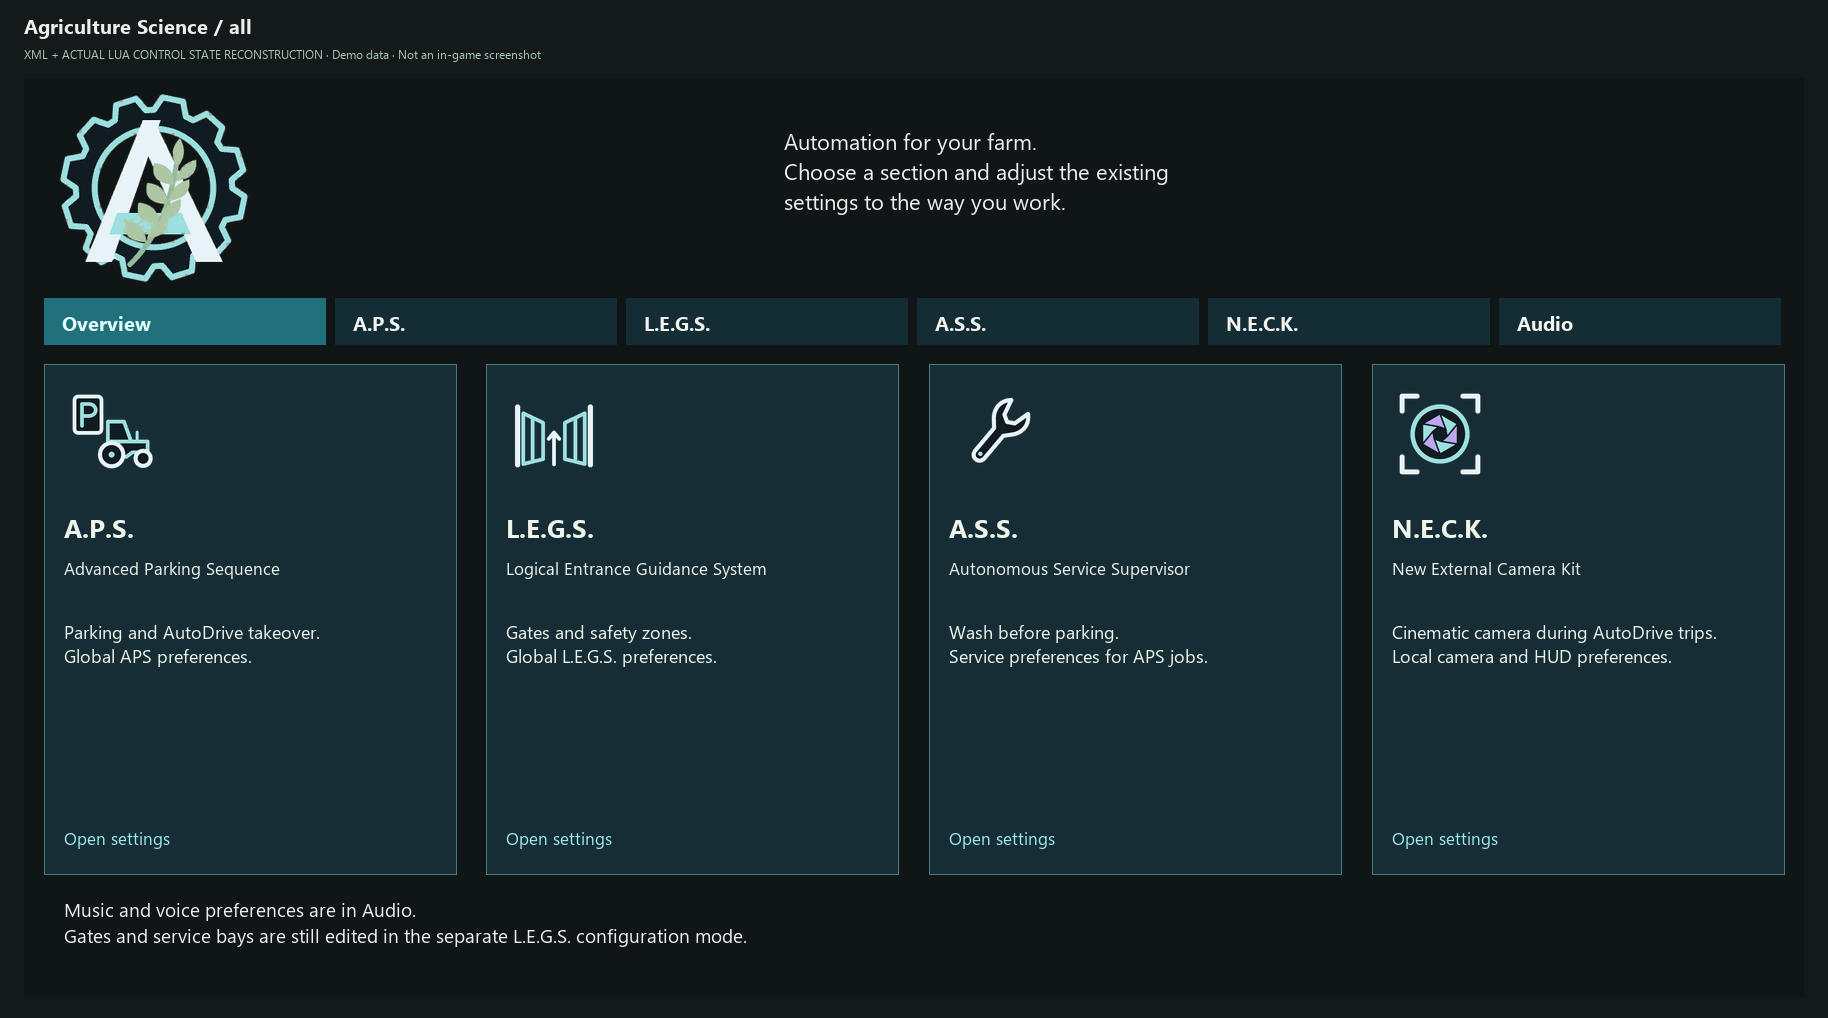 Agriculture Science / all
XML + ACTUAL LUA CONTROL STATE RECONSTRUCTION · Demo data · Not an in-game screenshot
A
Automation for your farm.
Choose a section and adjust the existing
settings to the way you work.
Overview
A.P.S.
L.E.G.S.
A.S.S.
N.E.C.K.
Audio
P
A.P.S.
Advanced Parking Sequence
Parking and AutoDrive takeover.
Global APS preferences.
Open settings
L.E.G.S.
Logical Entrance Guidance System
Gates and safety zones.
Global L.E.G.S. preferences.
Open settings
A.S.S.
Autonomous Service Supervisor
Wash before parking.
Service preferences for APS jobs.
Open settings
N.E.C.K.
New External Camera Kit
Cinematic camera during AutoDrive trips.
Local camera and HUD preferences.
Open settings
Music and voice preferences are in Audio.
Gates and service bays are still edited in the separate L.E.G.S. configuration mode.